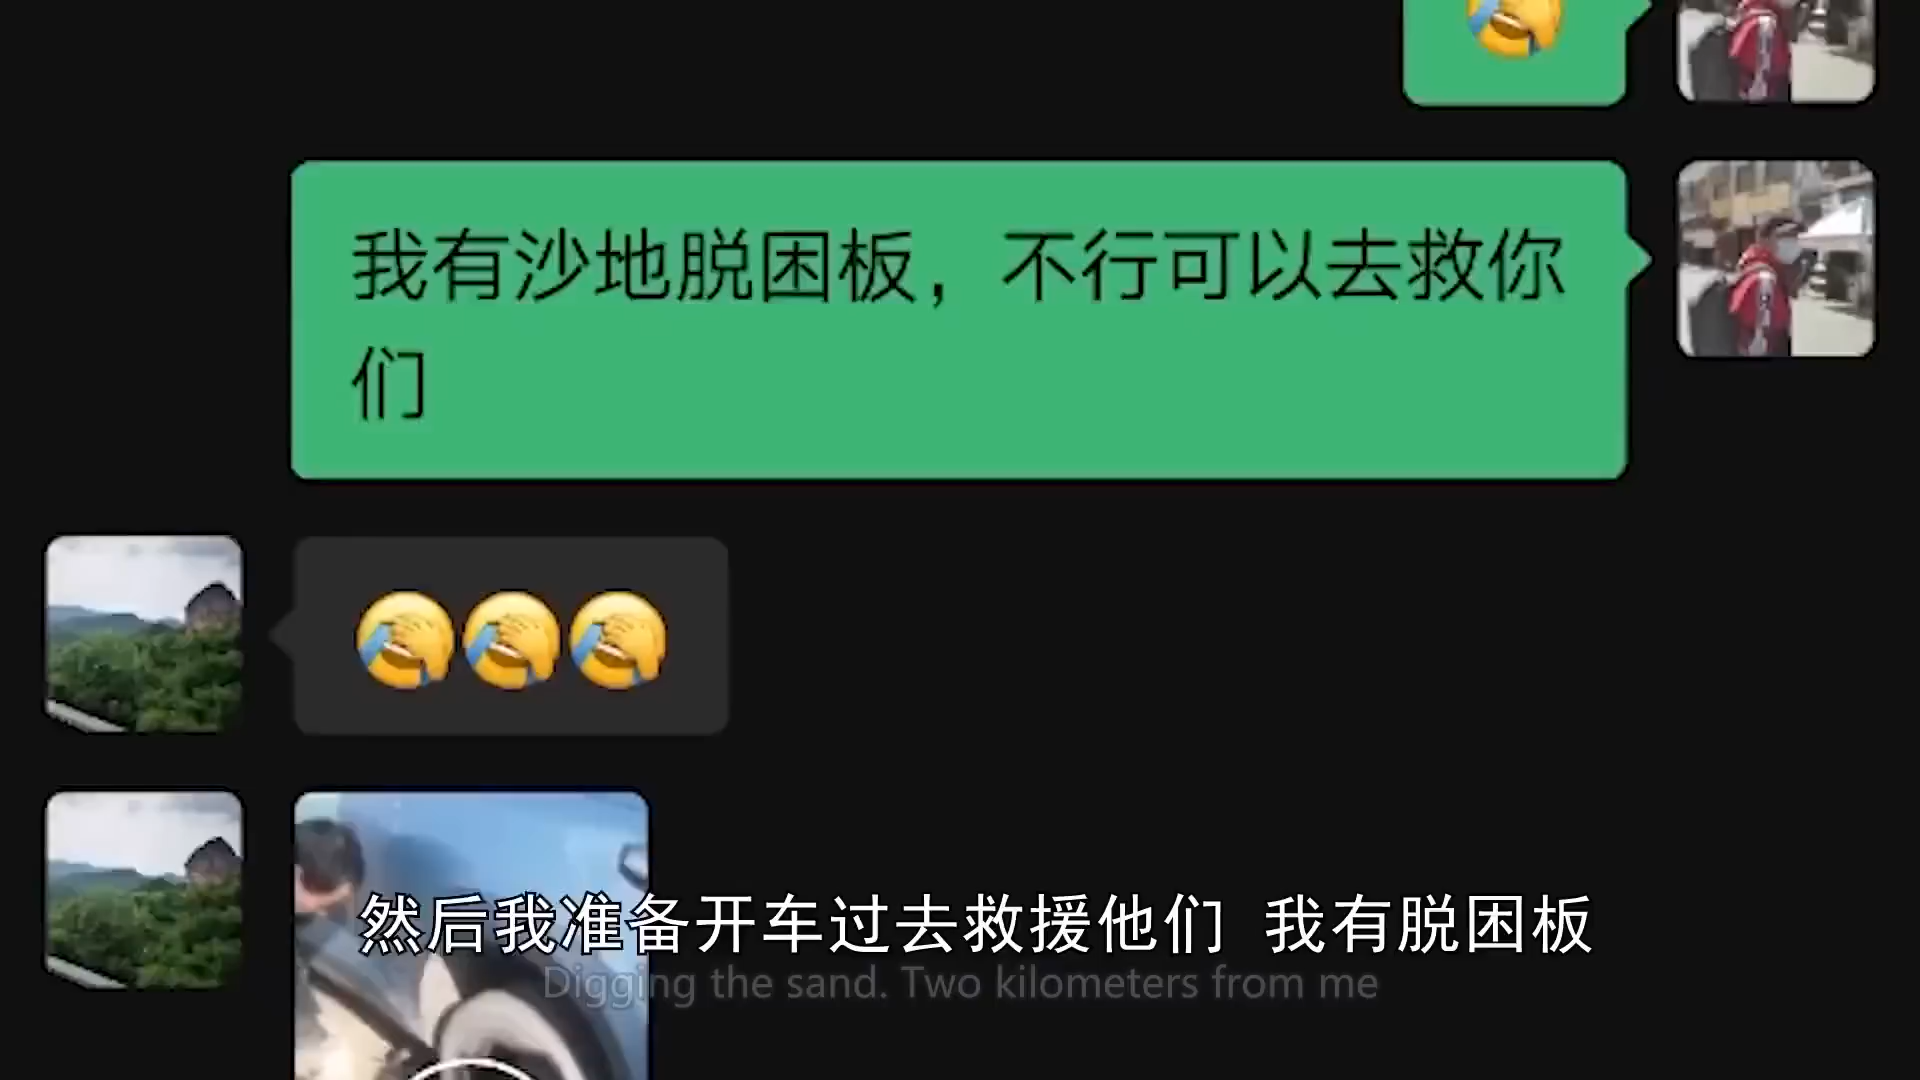 我有沙地脱困板，不行可以去救你
们
然后我准备开车过去救援他们 我有脱困板
Digging the sand. Two kilometers from me